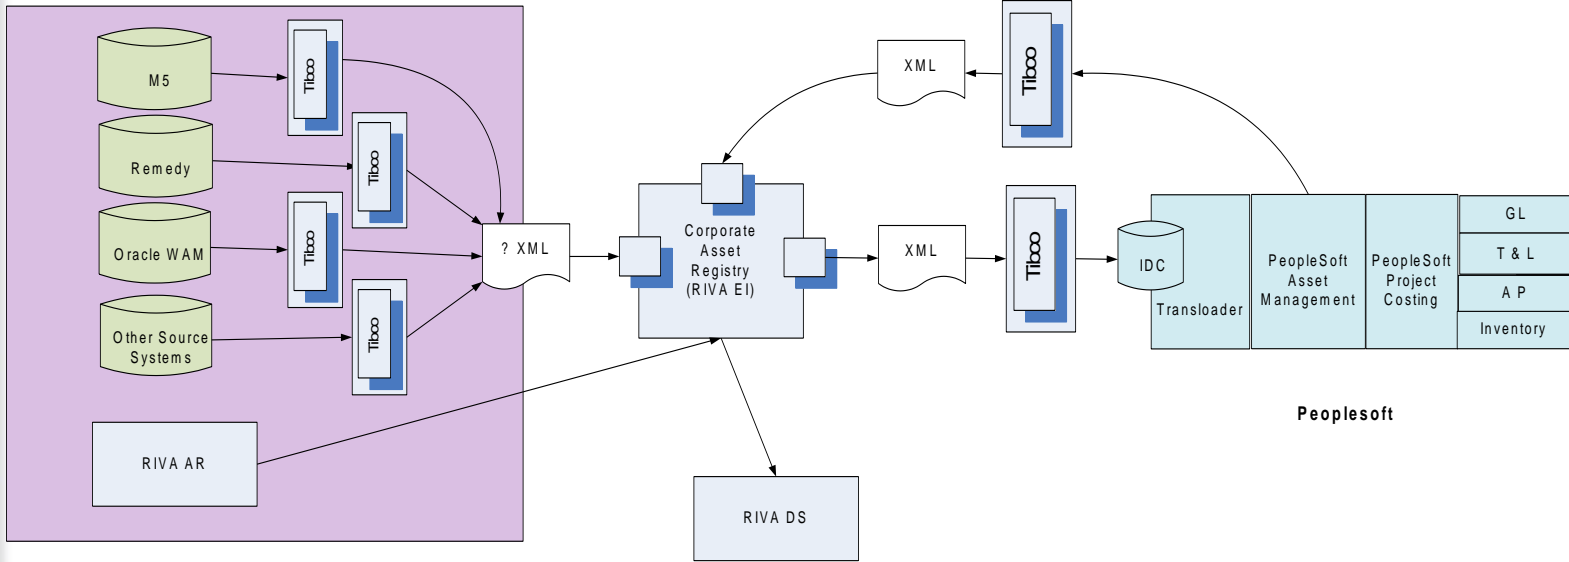 M5
Tibco
Remedy
Tibco
Oracle WAM
Tibco
Other Source
Systems
Tibco
? XML
RIVA AR
Corporate
Asset
Registry
(RIVA EI)
RIVA DS
XML
Tibco
XML
Tibco
IDC
Transloader
PeopleSoft
Asset
Management
PeopleSoft
Project
Costing
GL
T & L
AP
Inventory
Peoplesoft